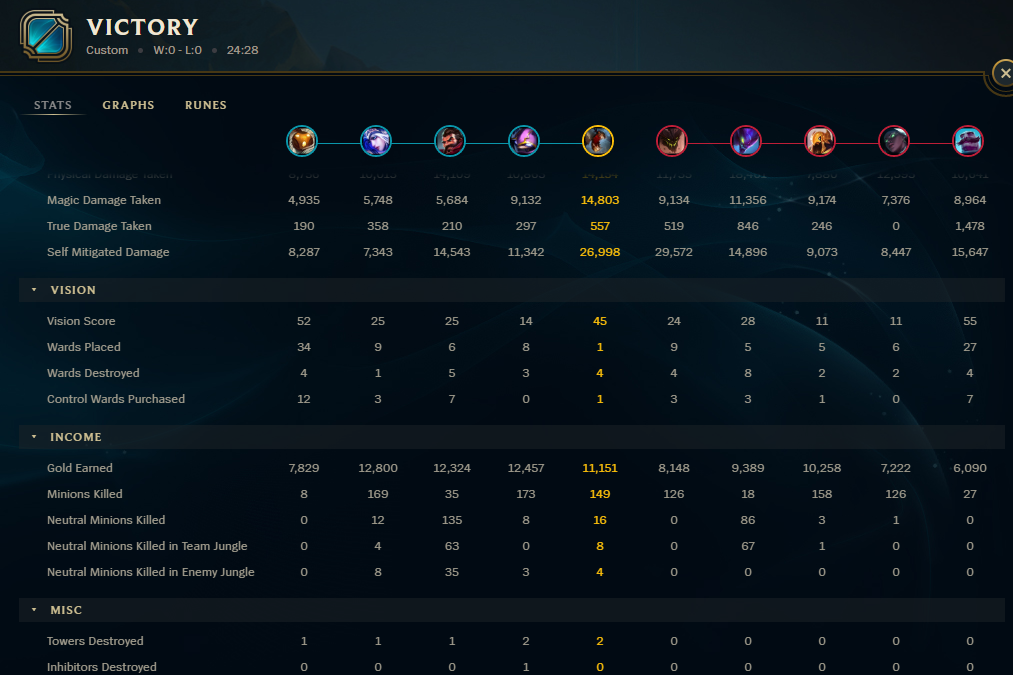 VICTORY
Custom • W:0 - L:0 • 24:28
STATS GRAPHS RUNES
Physical Damage Taken
Magic Damage Taken 4,935 5,748 5,684 9,132 14,803 9,134 11,356 9,174 7,376 8,964
True Damage Taken 190 358 210 297 557 519 846 246 0 1,478
Self Mitigated Damage 8,287 7,343 14,543 11,342 26,998 29,572 14,896 9,073 8,447 15,647
VISION
Vision Score 52 25 25 14 45 24 28 11 11 55
Wards Placed 34 9 6 8 1 9 5 5 6 27
Wards Destroyed 4 1 5 3 4 4 8 2 2 4
Control Wards Purchased 12 3 7 0 1 3 3 1 0 7
INCOME
Gold Earned 7,829 12,800 12,324 12,457 11,151 8,148 9,389 10,258 7,222 6,090
Minions Killed 8 169 35 173 149 126 18 158 126 27
Neutral Minions Killed 0 12 135 8 16 0 86 3 1 0
Neutral Minions Killed in Team Jungle 0 4 63 0 8 0 67 1 0 0
Neutral Minions Killed in Enemy Jungle 0 8 35 3 4 0 0 0 0 0
MISC
Towers Destroyed 1 1 1 2 2 0 0 0 0 0
Inhibitors Destroyed 0 0 0 1 0 0 0 0 0 0